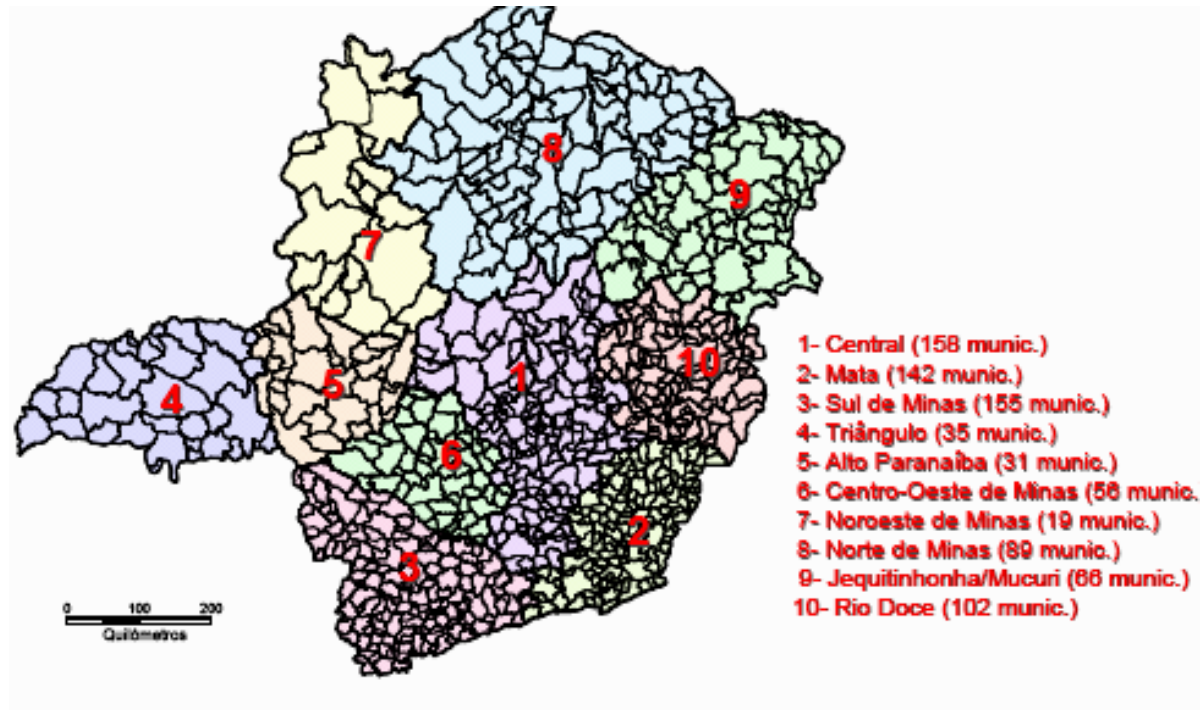 8
9
7
10
1
5
4
6
2
3
1- Central (158 munic.)
2- Mata (142 munic.)
3- Sul de Minas (155 munic.)
4- Triângulo (35 munic.)
5- Alto Paranaíba (31 munic.)
6- Centro-Oeste de Minas (56 munic.
7- Noroeste de Minas (19 munic.)
8- Norte de Minas (89 munic.)
9- Jequitinhonha/Mucuri (66 munic.)
10- Rio Doce (102 munic.)
0 100 200
Quilômetros